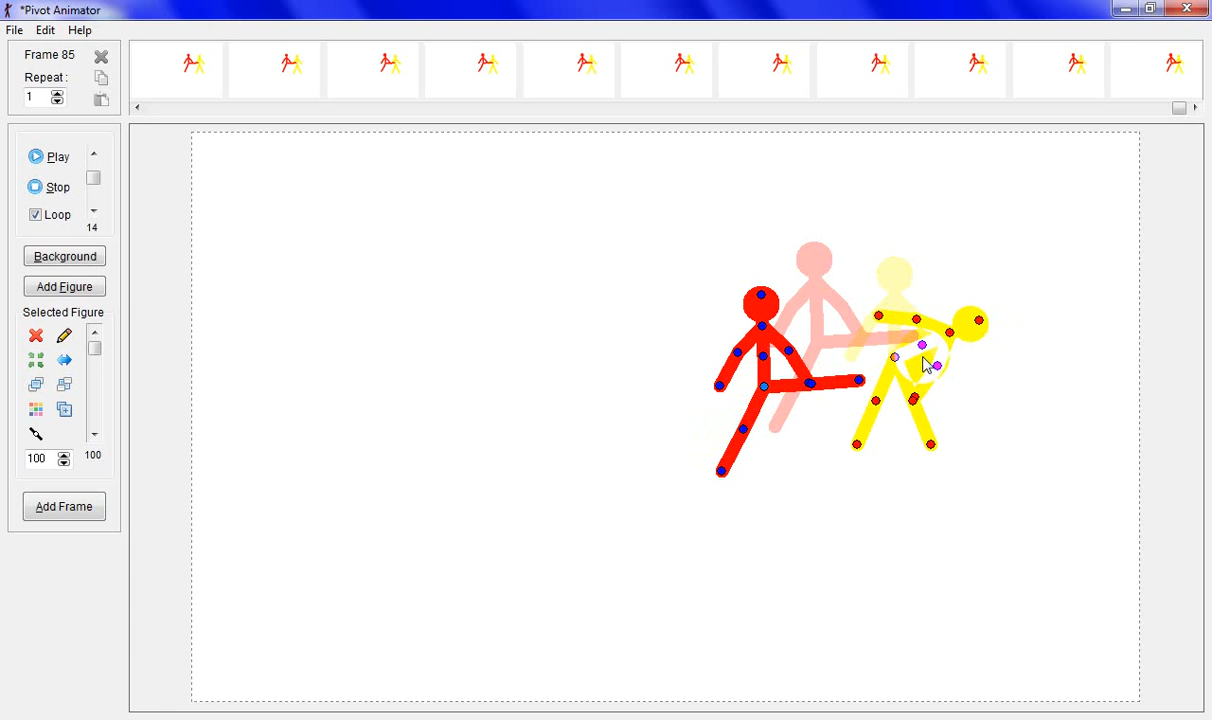 *Pivot Animator
File Edit Help
Frame 85
Repeat:
1
Play
Stop
Loop
14
Background
Add Figure
Selected Figure
100 100
Add Frame